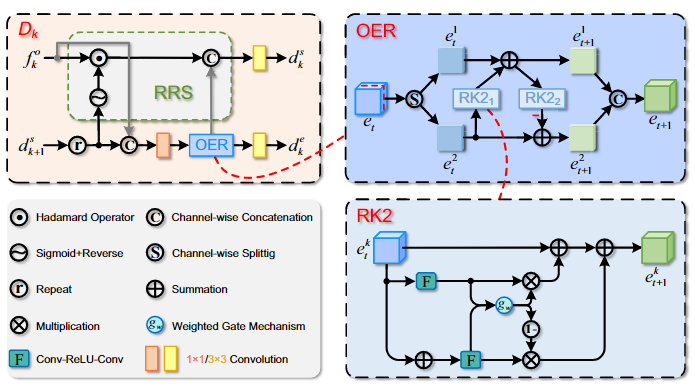 D_k
f_k^o
C
d_k^s
RRS
d_{k+1}^s
r
C
OER
d_k^e
OER
e_t
S
e_t^1
e_t^2
RK2_1
RK2_2
e_{t+1}^1
e_{t+1}^2
C
e_{t+1}
Hadamard Operator
C Channel-wise Concatenation
Sigmoid+Reverse
S Channel-wise Splittig
r Repeat
Summation
Multiplication
g_w Weighted Gate Mechanism
F Conv-ReLU-Conv
1×1/3×3 Convolution
RK2
e_t^k
F
g_w
1-
F
e_{t+1}^k